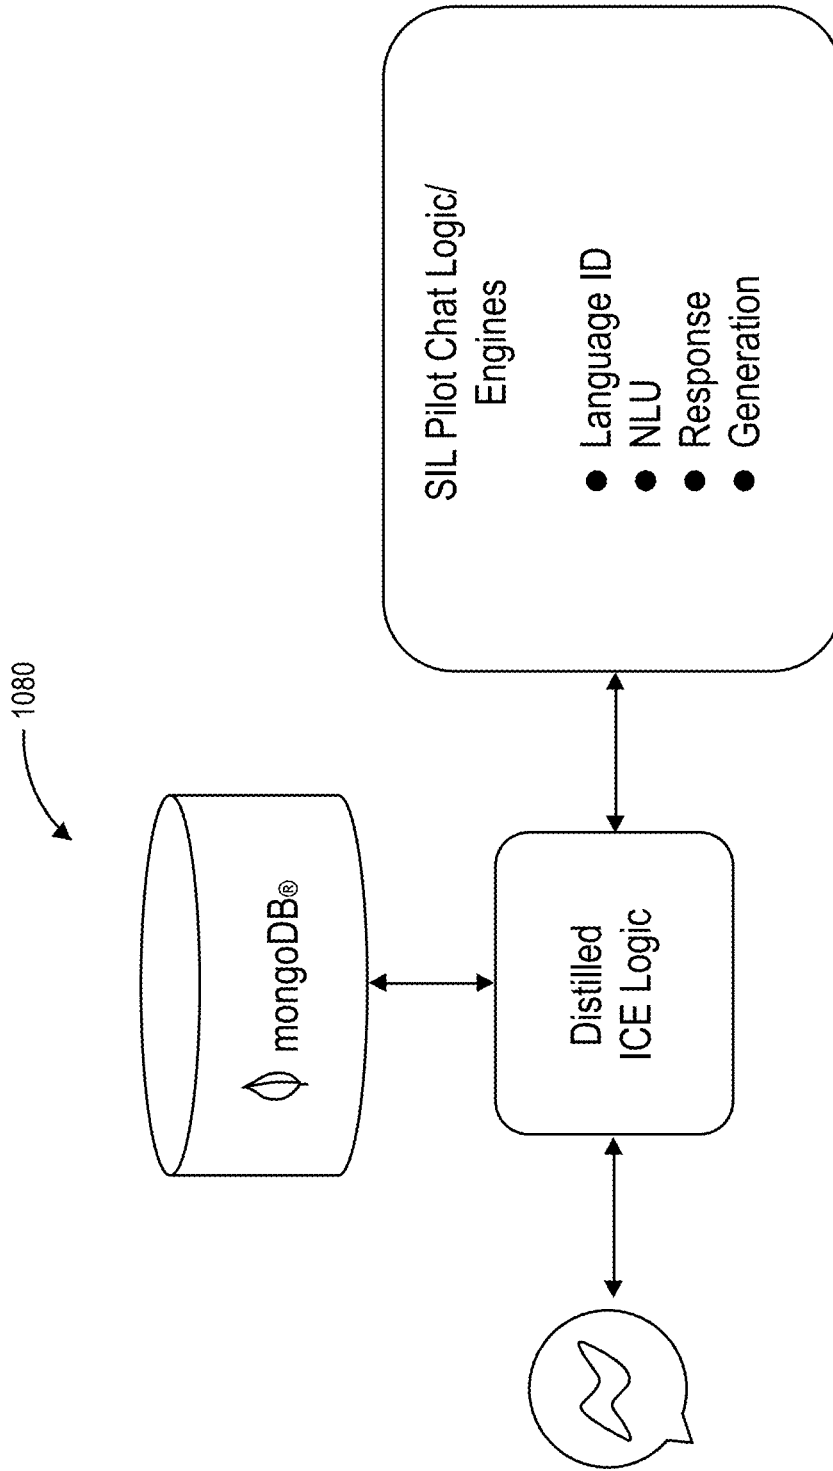 1080
mongoDB®
Distilled
ICE Logic
SIL Pilot Chat Logic/
Engines
● Language ID
● NLU
● Response
● Generation